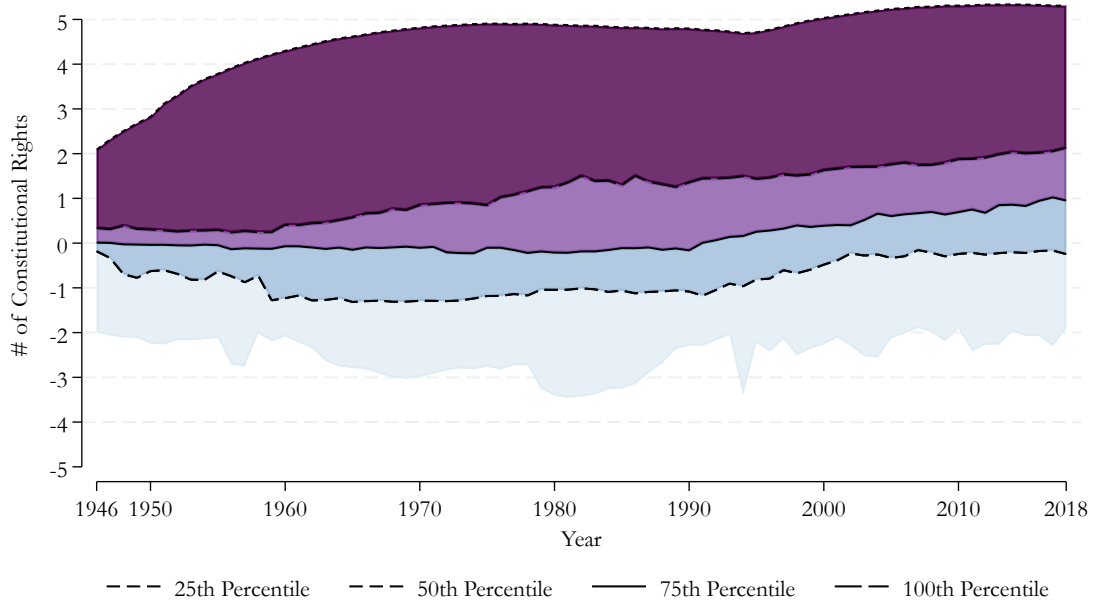 # of Constitutional Rights
5
4
3
2
1
0
-1
-2
-3
-4
-5
1946 1950 1960 1970 1980 1990 2000 2010 2018
Year
25th Percentile 50th Percentile 75th Percentile 100th Percentile